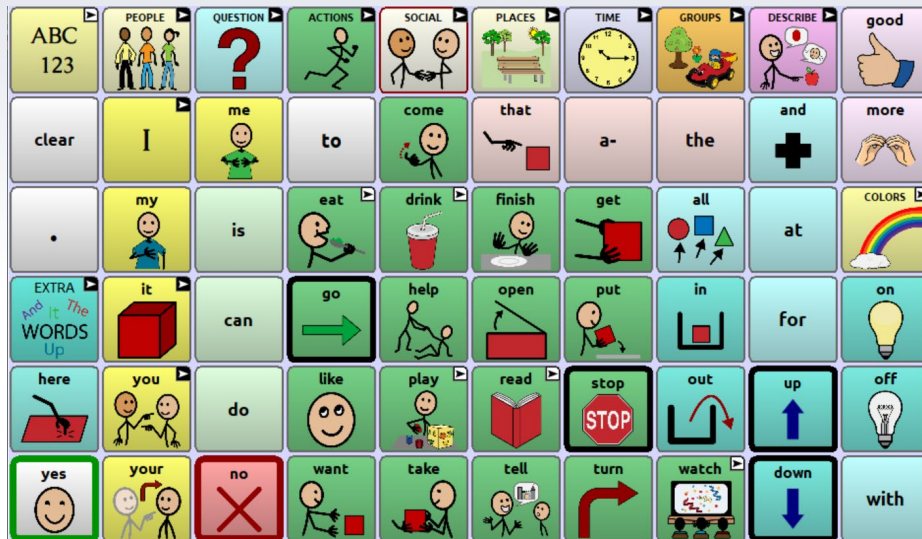 ABC
123
PEOPLE
QUESTION
ACTIONS
SOCIAL
PLACES
TIME
GROUPS
DESCRIBE
good
clear
I
me
to
come
that
a-
the
and
more
.
my
is
eat
drink
finish
get
all
at
COLORS
EXTRA
And It The
WORDS
Up
it
can
go
help
open
put
in
for
on
here
you
do
like
play
read
stop
STOP
out
up
off
yes
your
no
want
take
tell
turn
watch
down
with